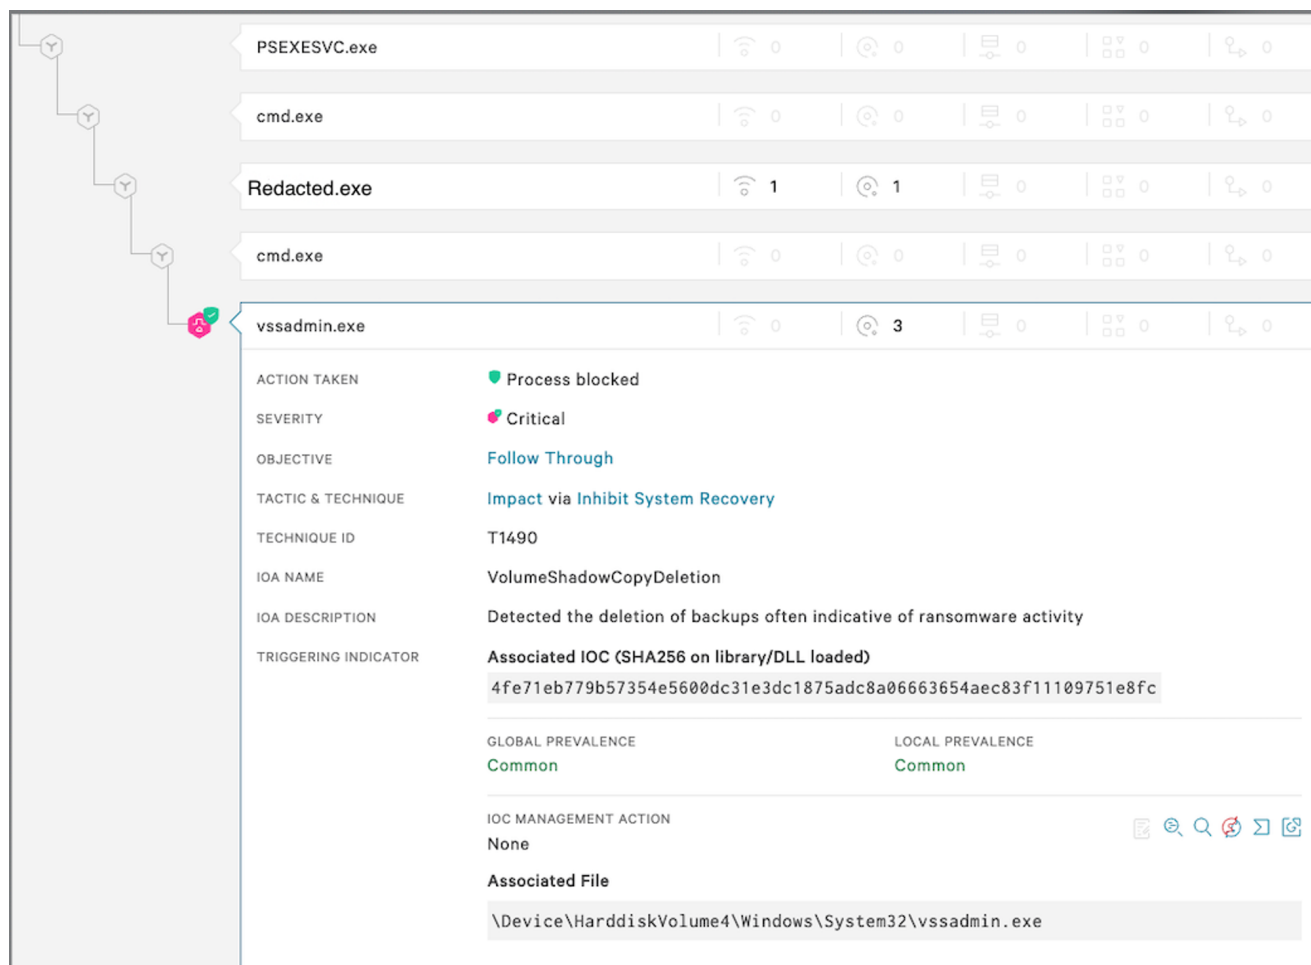 PSEXESVC.exe 0 0 0 0 0
cmd.exe 0 0 0 0 0
Redacted.exe 1 1 0 0 0
cmd.exe 0 0 0 0 0
vssadmin.exe 0 3 0 0 0
ACTION TAKEN Process blocked
SEVERITY Critical
OBJECTIVE Follow Through
TACTIC & TECHNIQUE Impact via Inhibit System Recovery
TECHNIQUE ID T1490
IOA NAME VolumeShadowCopyDeletion
IOA DESCRIPTION Detected the deletion of backups often indicative of ransomware activity
TRIGGERING INDICATOR Associated IOC (SHA256 on library/DLL loaded)
4fe71eb779b57354e5600dc31e3dc1875adc8a06663654aec83f11109751e8fc
GLOBAL PREVALENCE LOCAL PREVALENCE
Common Common
IOC MANAGEMENT ACTION
None
Associated File
\Device\HarddiskVolume4\Windows\System32\vssadmin.exe